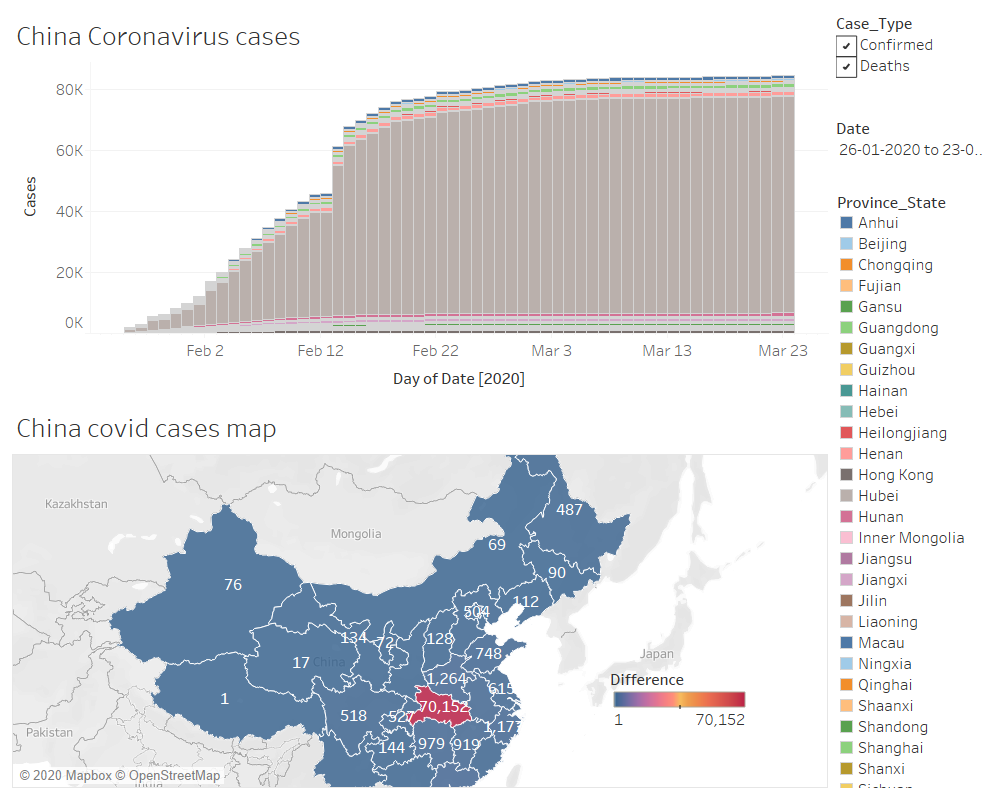 China Coronavirus cases
Cases
80K
60K
40K
20K
0K
Feb 2 Feb 12 Feb 22 Mar 3 Mar 13 Mar 23
Day of Date [2020]
Case_Type
✔ Confirmed
✔ Deaths
Date
26-01-2020 to 23-0..
Province_State
Anhui
Beijing
Chongqing
Fujian
Gansu
Guangdong
Guangxi
Guizhou
Hainan
Hebei
Heilongjiang
Henan
Hong Kong
Hubei
Hunan
Inner Mongolia
Jiangsu
Jiangxi
Jilin
Liaoning
Macau
Ningxia
Qinghai
Shaanxi
Shandong
Shanghai
Shanxi
China covid cases map
Kazakhstan
Mongolia
487
69
76
90
112
504
134
72
128
748
17
China
1,264
615
1
518
527
70,152
144
979
919
Pakistan
India
Japan
Difference
1 70,152
© 2020 Mapbox © OpenStreetMap